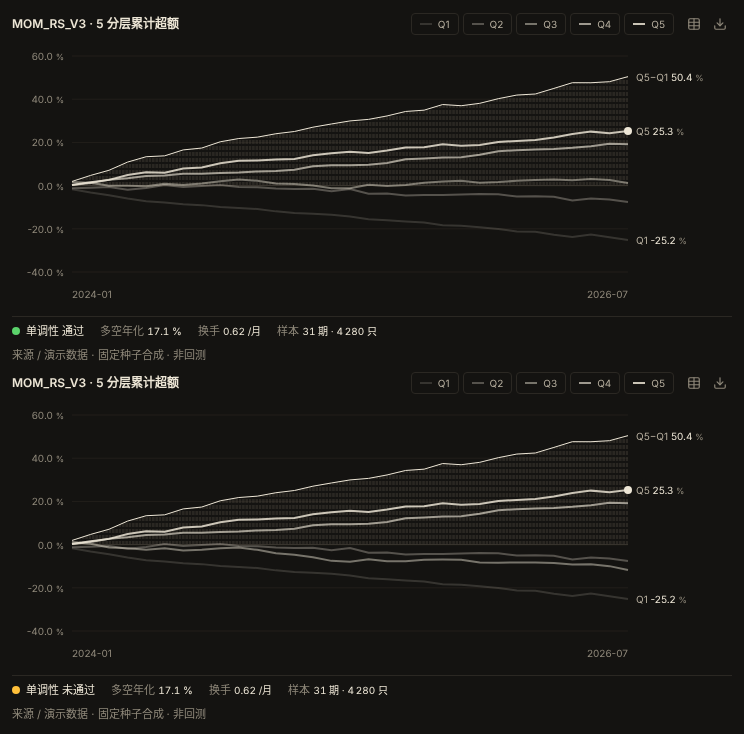 MOM_RS_V3 · 5 分层累计超额 Q1 Q2 Q3 Q4 Q5
60.0 %
Q5−Q1 50.4 %
40.0 %
Q5 25.3 %
20.0 %
0.0 %
-20.0 %
Q1 -25.2 %
-40.0 %
2024-01 2026-07
单调性 通过 多空年化 17.1 % 换手 0.62 /月 样本 31 期 · 4 280 只
来源 / 演示数据 · 固定种子合成 · 非回测
MOM_RS_V3 · 5 分层累计超额 Q1 Q2 Q3 Q4 Q5
60.0 %
Q5−Q1 50.4 %
40.0 %
Q5 25.3 %
20.0 %
0.0 %
-20.0 %
Q1 -25.2 %
-40.0 %
2024-01 2026-07
单调性 未通过 多空年化 17.1 % 换手 0.62 /月 样本 31 期 · 4 280 只
来源 / 演示数据 · 固定种子合成 · 非回测